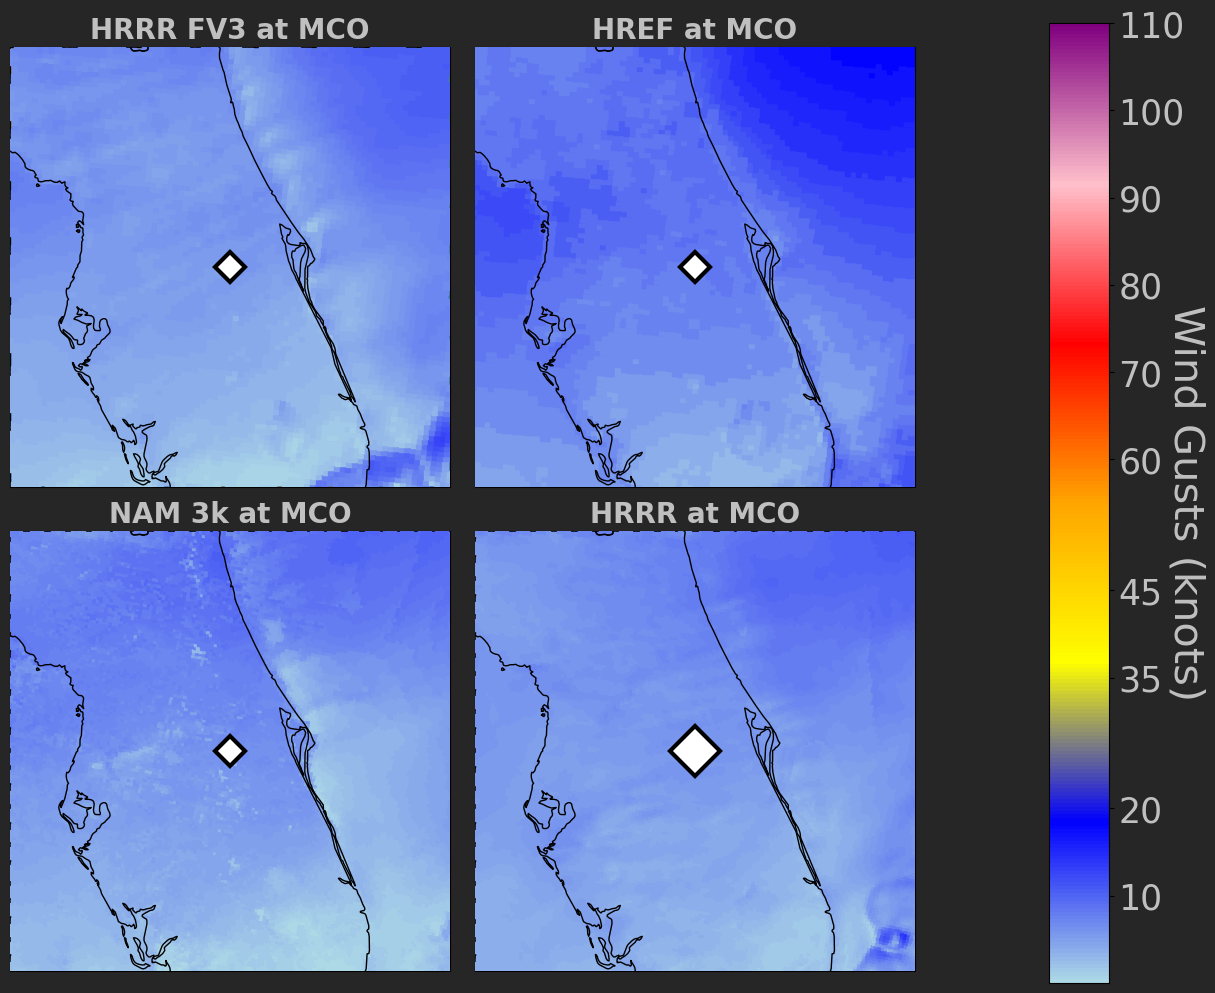 HRRR FV3 at MCO
HREF at MCO
NAM 3k at MCO
HRRR at MCO
110
100
90
80
70
60
45
35
20
10
Wind Gusts (knots)